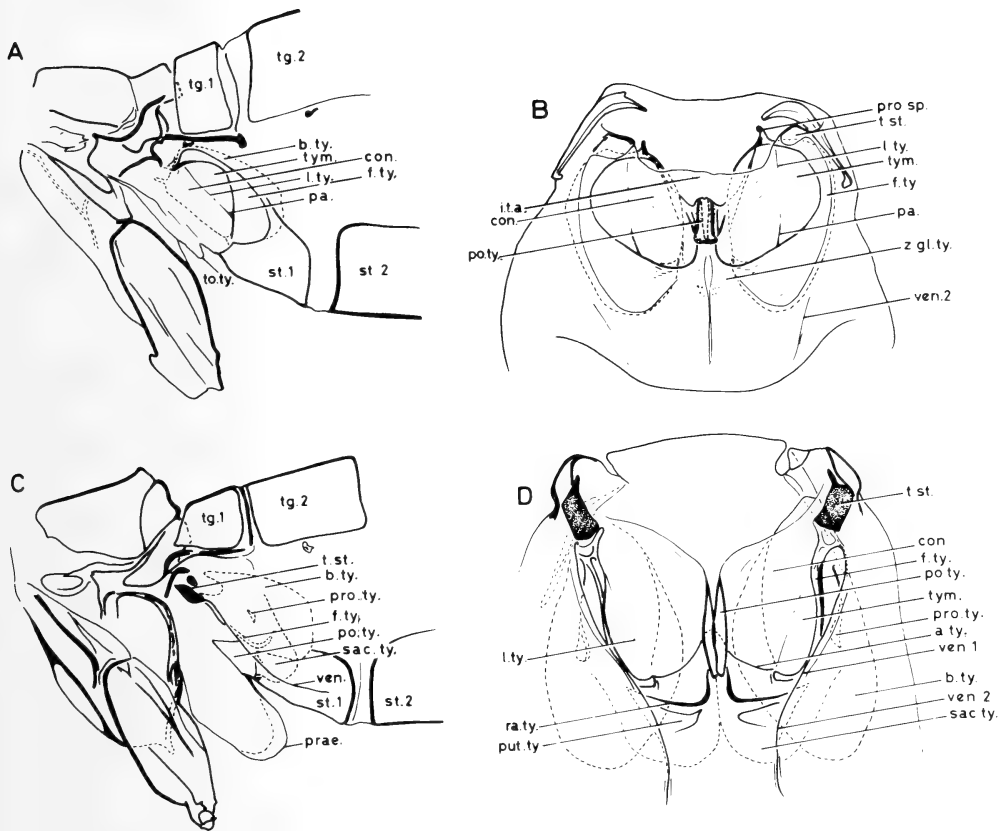 A
tg.1
tg.2
b.ty.
tym.
con.
l.ty.
f.ty.
pa.
to.ty.
st.1
st.2
B
pro sp.
t st.
l.ty.
tym.
f.ty
pa.
z gl.ty.
ven.2
i.t.a.
con.
po.ty.
C
tg.1
tg.2
t.st.
b.ty.
pro.ty.
f.ty,
po.ty.
sac.ty.
ven.
st.1
st.2
prae.
D
t st.
con
f.ty.
po ty.
tym.
pro.ty.
a ty.
ven 1
b.ty.
ven 2
sac ty.
l.ty
ra.ty
put.ty